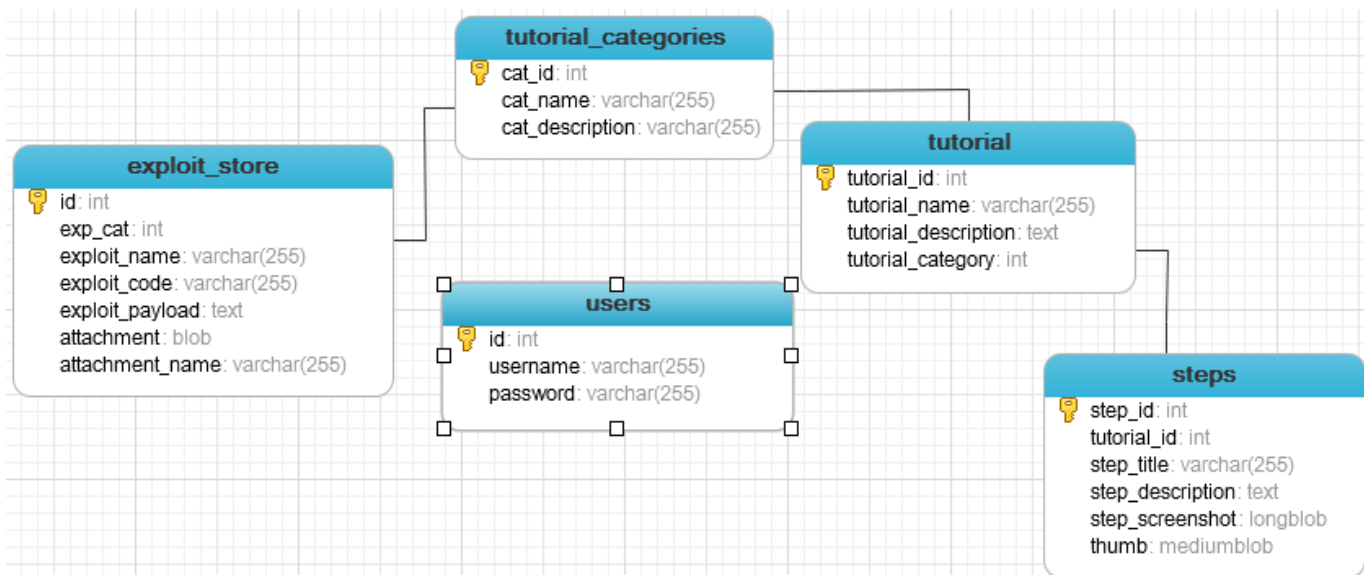 tutorial_categories
cat_id: int
cat_name: varchar(255)
cat_description: varchar(255)
exploit_store
id: int
exp_cat: int
exploit_name: varchar(255)
exploit_code: varchar(255)
exploit_payload: text
attachment: blob
attachment_name: varchar(255)
tutorial
tutorial_id: int
tutorial_name: varchar(255)
tutorial_description: text
tutorial_category: int
users
id: int
username: varchar(255)
password: varchar(255)
steps
step_id: int
tutorial_id: int
step_title: varchar(255)
step_description: text
step_screenshot: longblob
thumb: mediumblob